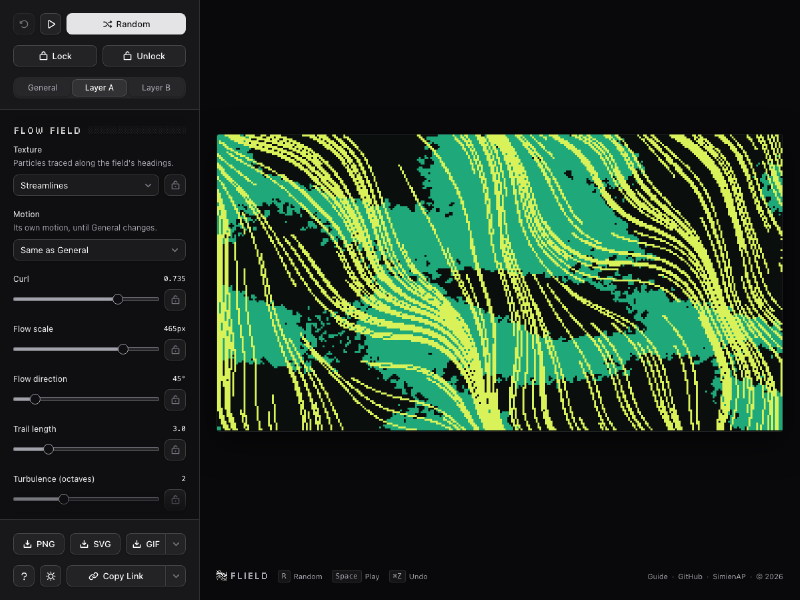 Random
Lock
Unlock
General
Layer A
Layer B
FLOW FIELD
Texture
Particles traced along the field's headings.
Streamlines
Motion
Its own motion, until General changes.
Same as General
Curl 0.735
Flow scale 465px
Flow direction 45°
Trail length 3.0
Turbulence (octaves) 2
PNG
SVG
GIF
?
Copy Link
FLIELD
R Random
Space Play
⌘Z Undo
Guide · GitHub · SimienAP · © 2026